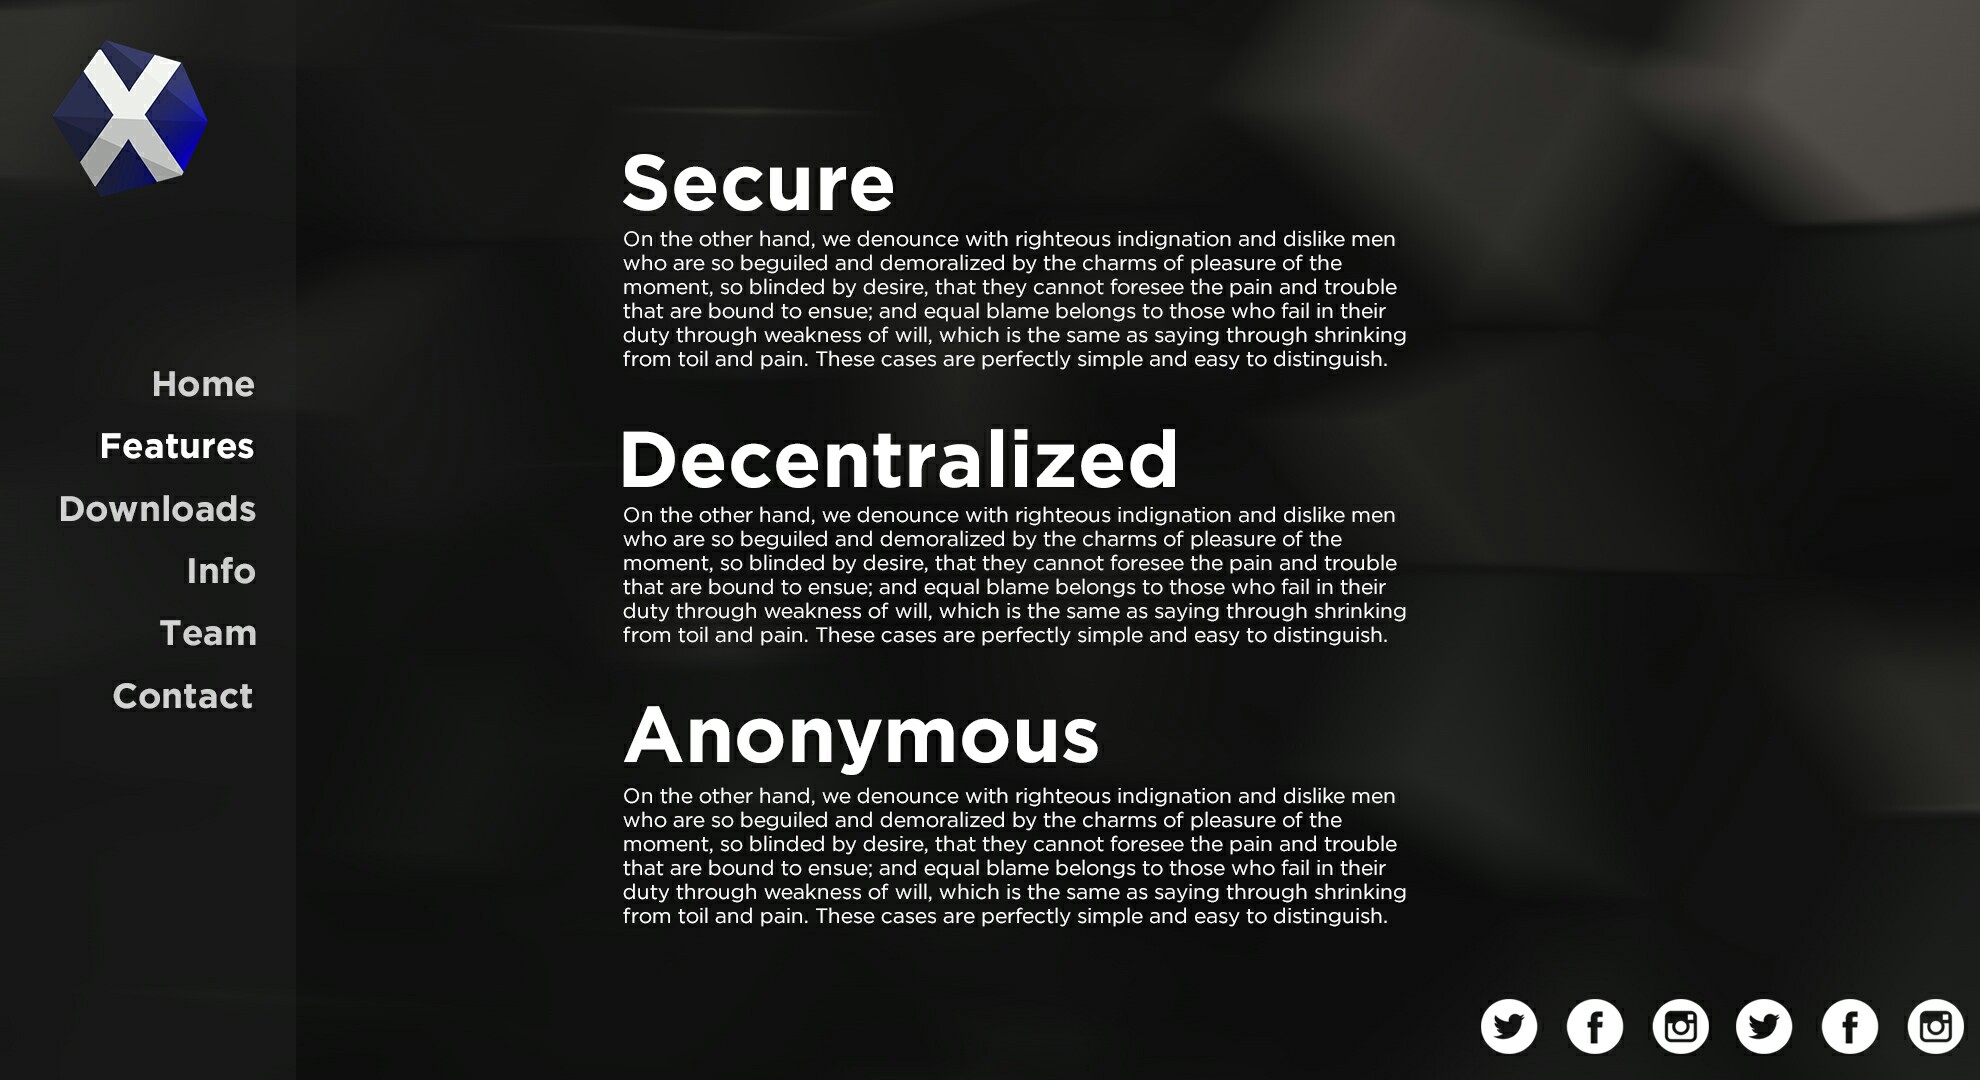 X
Home
Features
Downloads
Info
Team
Contact
Secure
On the other hand, we denounce with righteous indignation and dislike men
who are so beguiled and demoralized by the charms of pleasure of the
moment, so blinded by desire, that they cannot foresee the pain and trouble
that are bound to ensue; and equal blame belongs to those who fail in their
duty through weakness of will, which is the same as saying through shrinking
from toil and pain. These cases are perfectly simple and easy to distinguish.
Decentralized
On the other hand, we denounce with righteous indignation and dislike men
who are so beguiled and demoralized by the charms of pleasure of the
moment, so blinded by desire, that they cannot foresee the pain and trouble
that are bound to ensue; and equal blame belongs to those who fail in their
duty through weakness of will, which is the same as saying through shrinking
from toil and pain. These cases are perfectly simple and easy to distinguish.
Anonymous
On the other hand, we denounce with righteous indignation and dislike men
who are so beguiled and demoralized by the charms of pleasure of the
moment, so blinded by desire, that they cannot foresee the pain and trouble
that are bound to ensue; and equal blame belongs to those who fail in their
duty through weakness of will, which is the same as saying through shrinking
from toil and pain. These cases are perfectly simple and easy to distinguish.